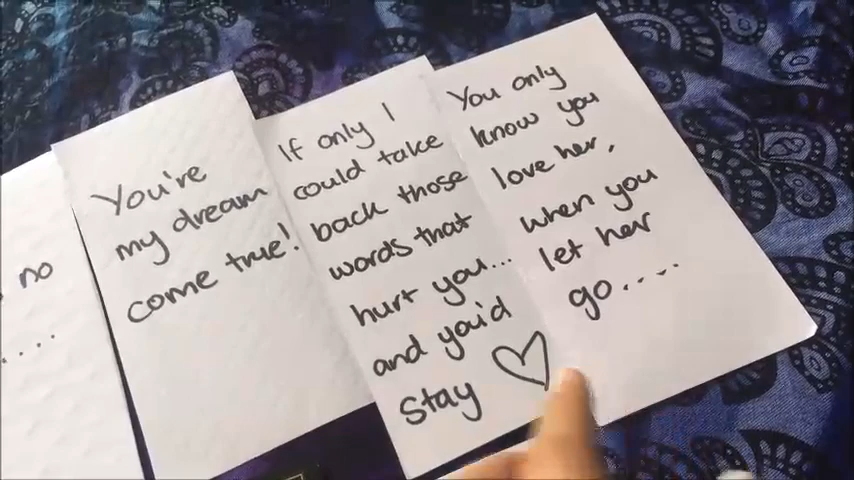 no
....
You're
my dream
come true!
If only I
could take
back those
words that
hurt you...
and you'd
stay ♡
You only
know you
love her,
when you
let her
go....